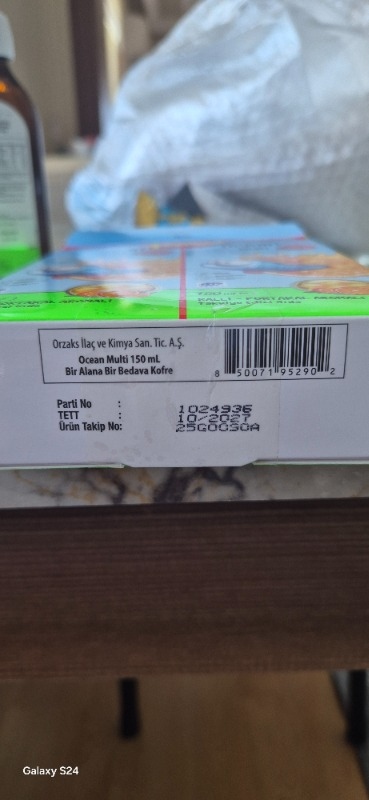 Orzaks İlaç ve Kimya San. Tic. A.Ş.
Ocean Multi 150 mL
Bir Alana Bir Bedava Kofre
8 50071 95290 2
Parti No : 1024936
TETT : 10/2027
Ürün Takip No: 25G0030A
Galaxy S24